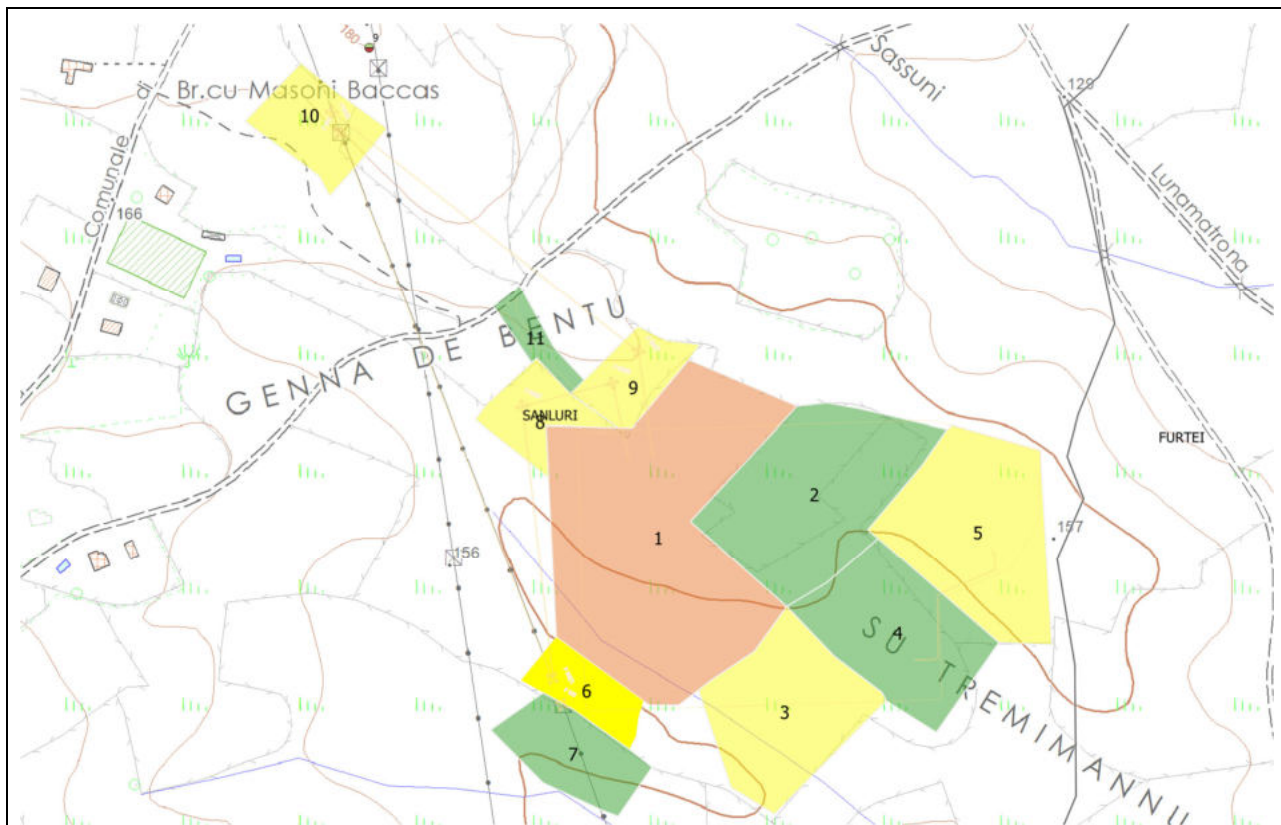 180
9
di Br.cu Masoni Baccas
10
Comunale
166
Sassuni
129
Lunamatrona
GENNA DE BENTU
11
9
SANLURI
8
FURTEI
2
1
5
157
156
SU TREMIMANNU
4
6
3
7